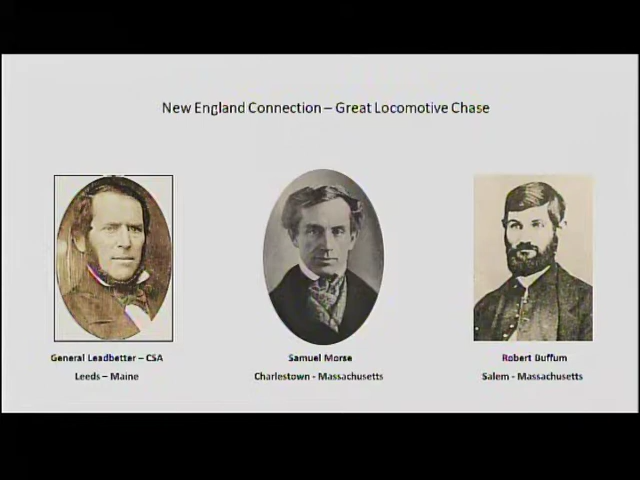 New England Connection – Great Locomotive Chase
General Leadbetter – CSA
Leeds – Maine
Samuel Morse
Charlestown - Massachusetts
Robert Buffum
Salem - Massachusetts